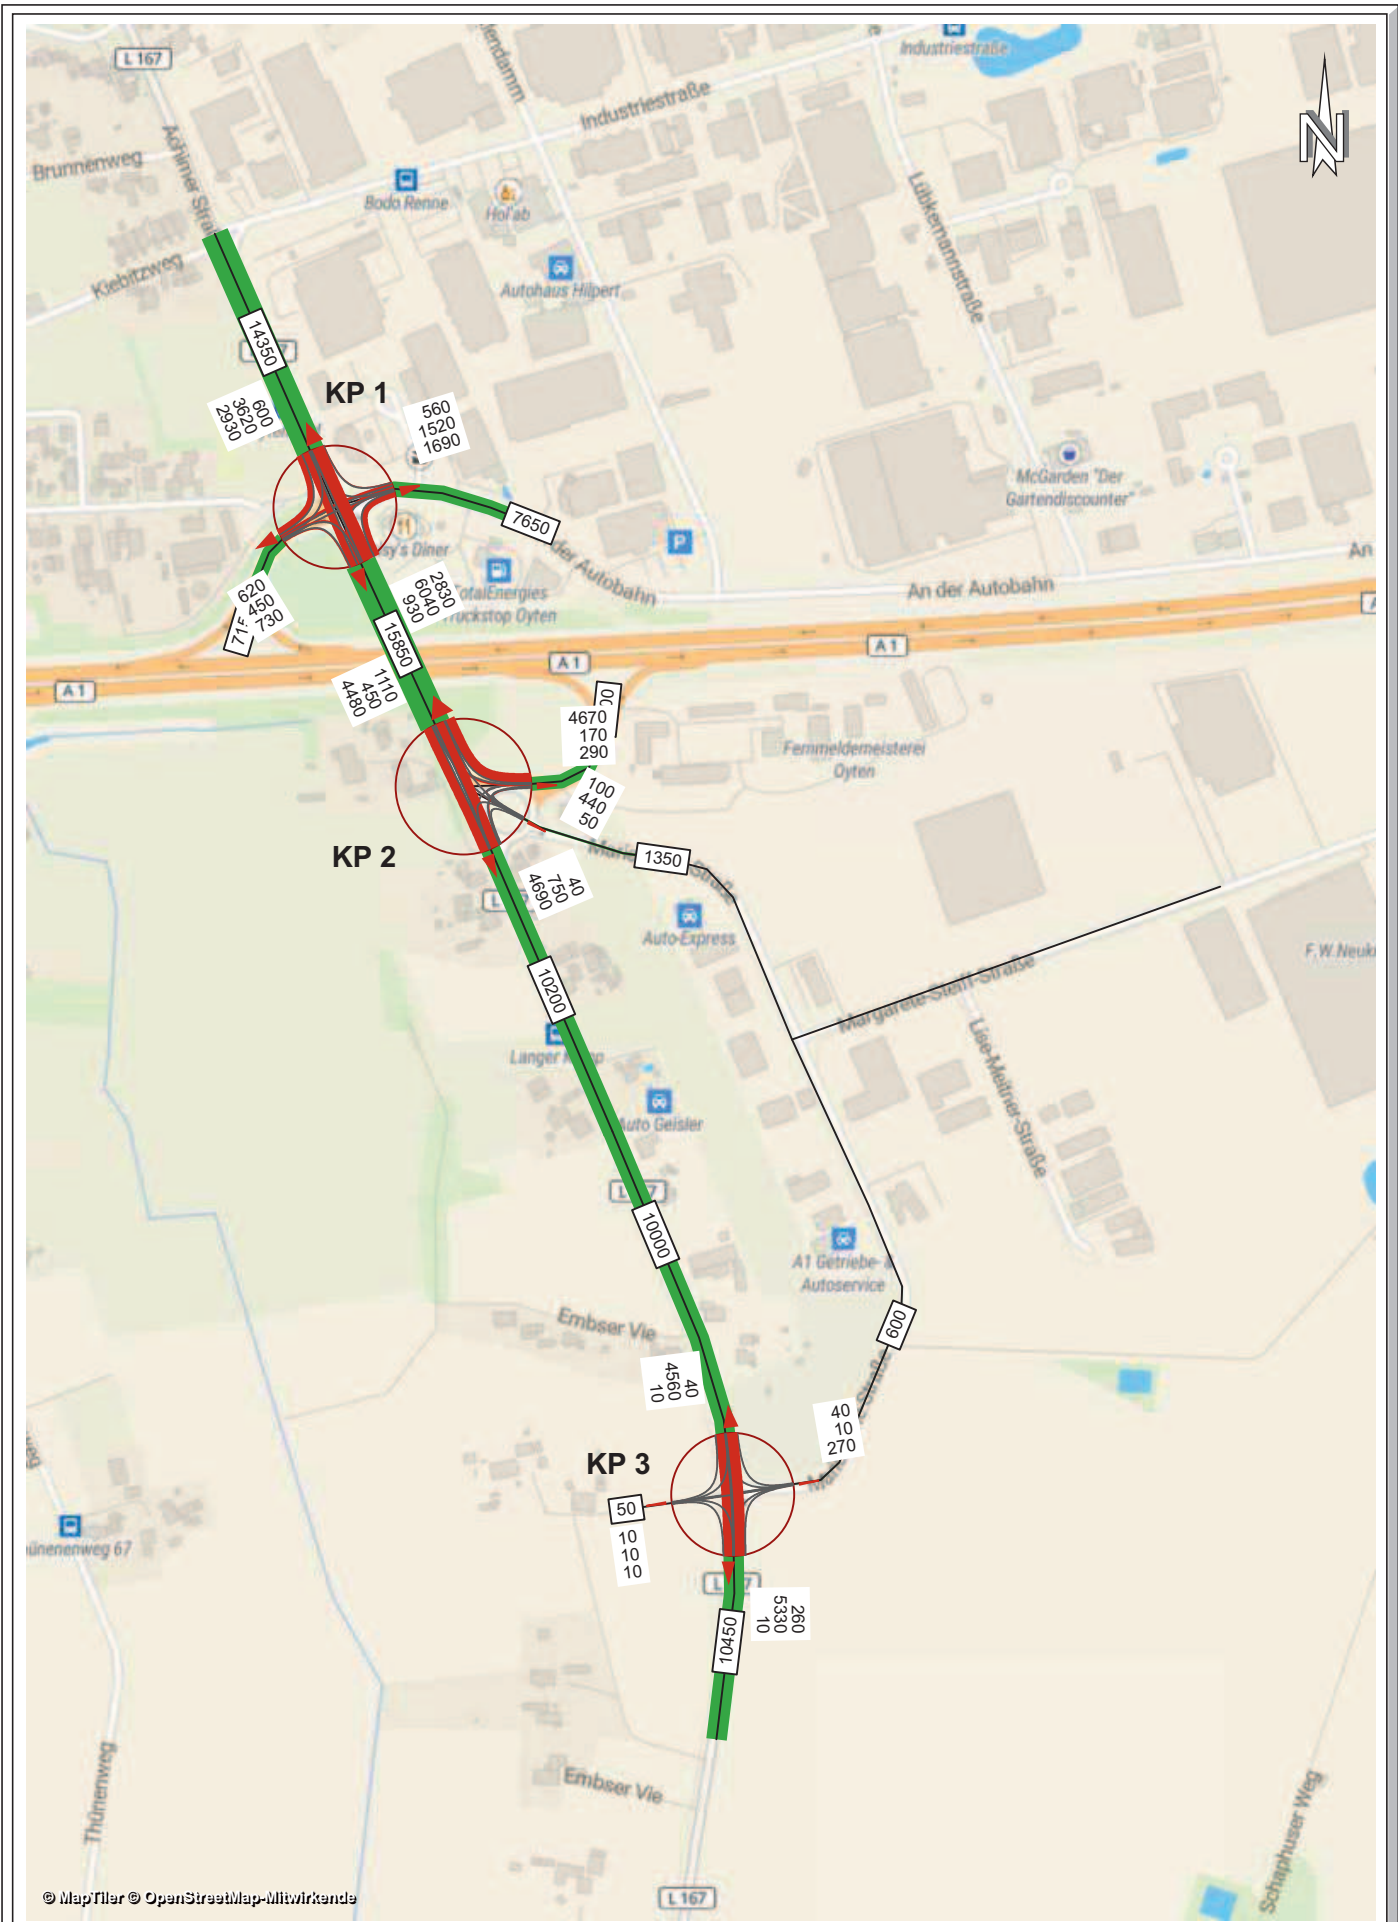 L 167
Industriestraße
Industriestraße
Achimer
Brunnenweg
Bodo Renne
Hol'ab
Lübkemannstraße
Kiebitzweg
Autohaus Hilpert
14350
KP 1
600
3620
2930
560
1520
1690
McGarden "Der
Gartendiscounter"
7650
der Autobahn
P
An
TotalEnergies
Truckstop Oyten
An der Autobahn
620
450
730
2830
6040
930
15850
A 1
A 1
A 1
1110
450
4480
4670
170
290
Fernmeldemeisterei
Oyten
100
440
50
KP 2
1350
Straße
40
750
4690
Auto-Express
F.W.Neuk
10200
Margarete-Steiff-Straße
Lise-Meitner-Straße
Auto Geisler
10000
A1 Getriebe- &
Autoservice
Embser Vie
600
40
4560
10
40
10
270
KP 3
50
10
10
10
Thünenenweg 67
260
5330
10
10450
Embser Vie
Thünenweg
Schaphuser Weg
L 167
© MapTiler © OpenStreetMap-Mitwirkende
N